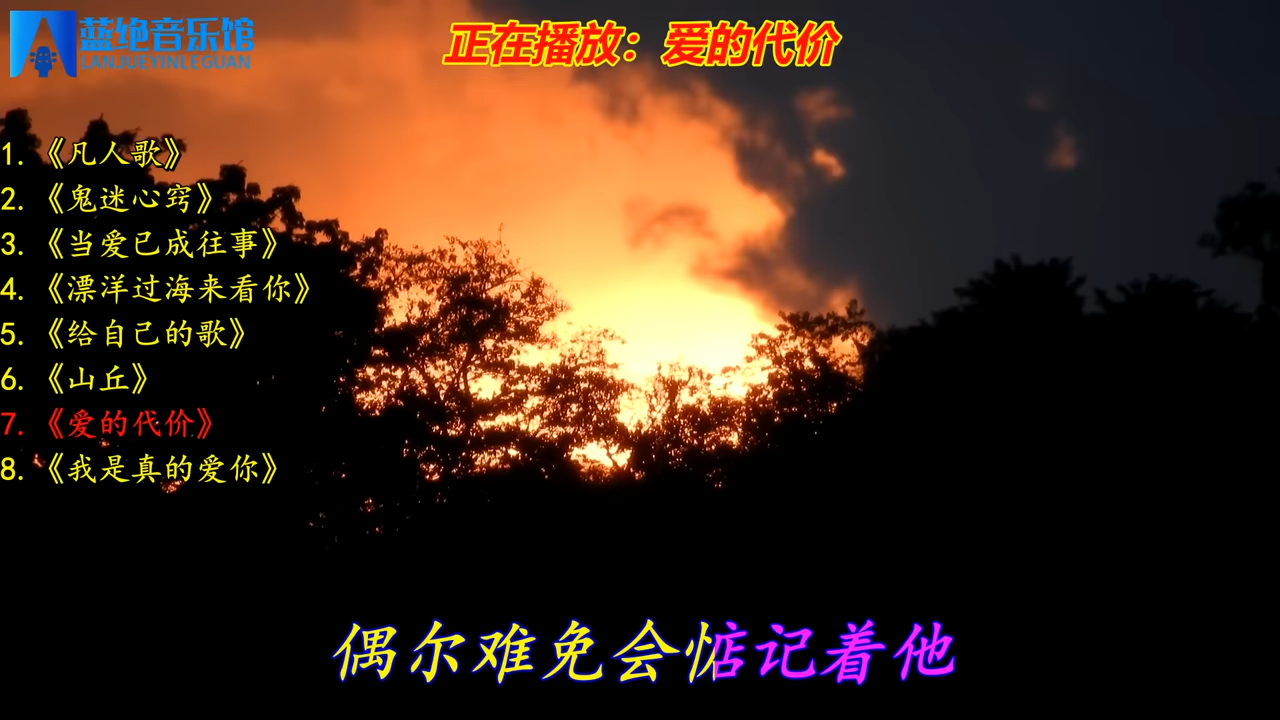 蓝绝音乐馆
LANJUEYINLEGUAN
正在播放：爱的代价
1.《凡人歌》
2.《鬼迷心窍》
3.《当爱已成往事》
4.《漂洋过海来看你》
5.《给自己的歌》
6.《山丘》
7.《爱的代价》
8.《我是真的爱你》
偶尔难免会惦记着他